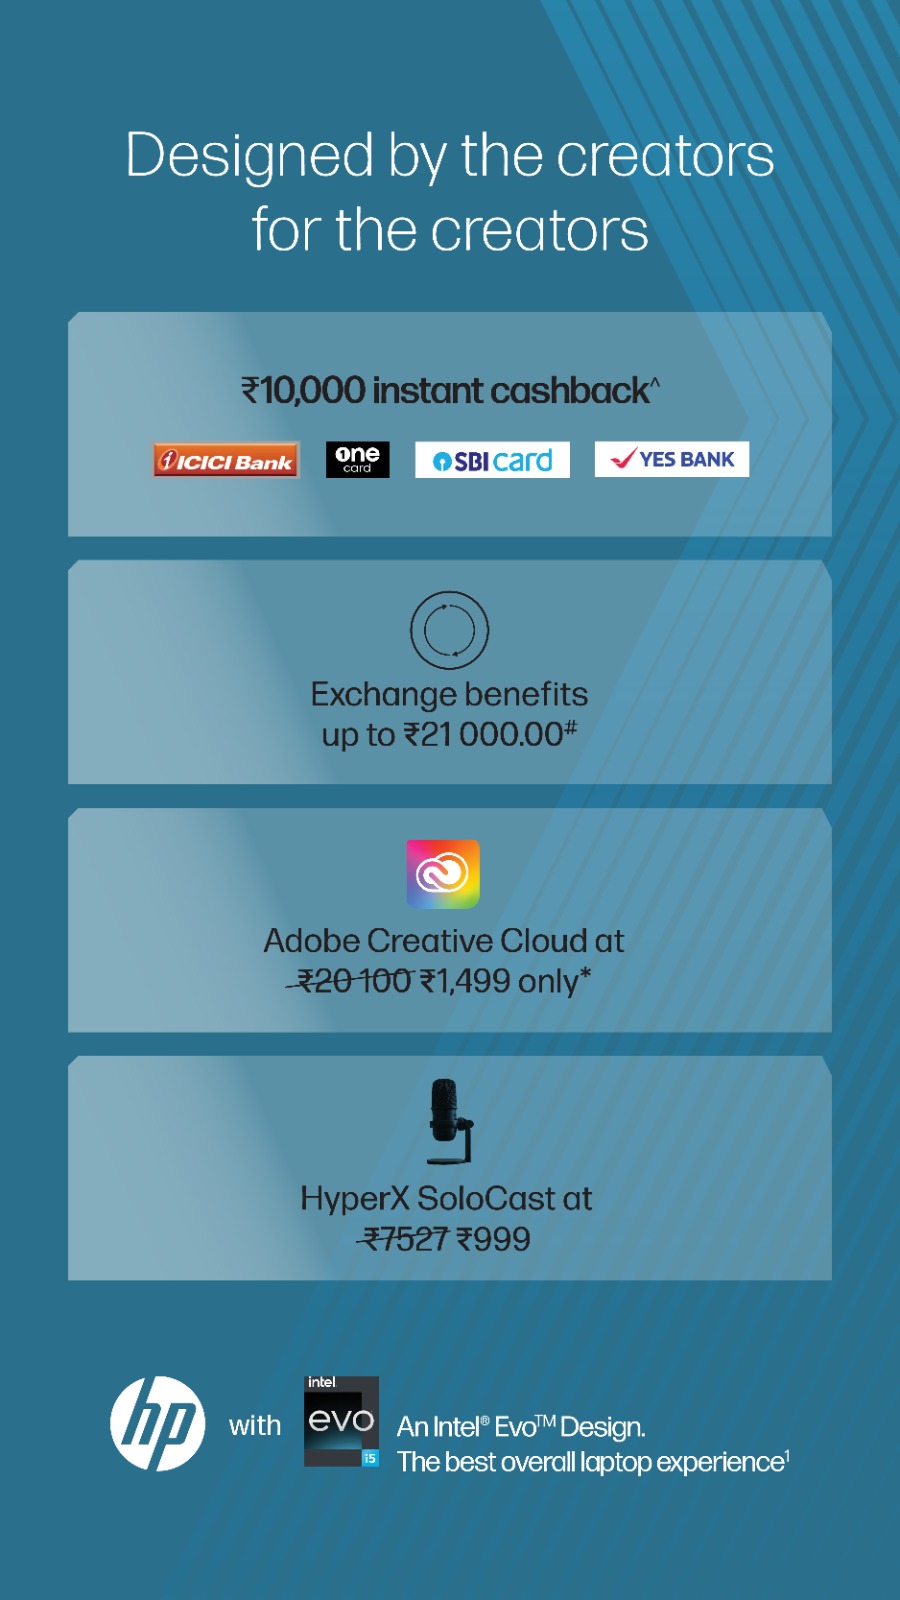 Designed by the creators
for the creators
₹10,000 instant cashback^
ICICI Bank
one
card
SBI card
YES BANK
Exchange benefits
up to ₹21 000.00#
Adobe Creative Cloud at
₹20 100 ₹1,499 only*
HyperX SoloCast at
₹7527 ₹999
hp with
intel
evo
i5
An Intel® Evo™ Design.
The best overall laptop experience¹